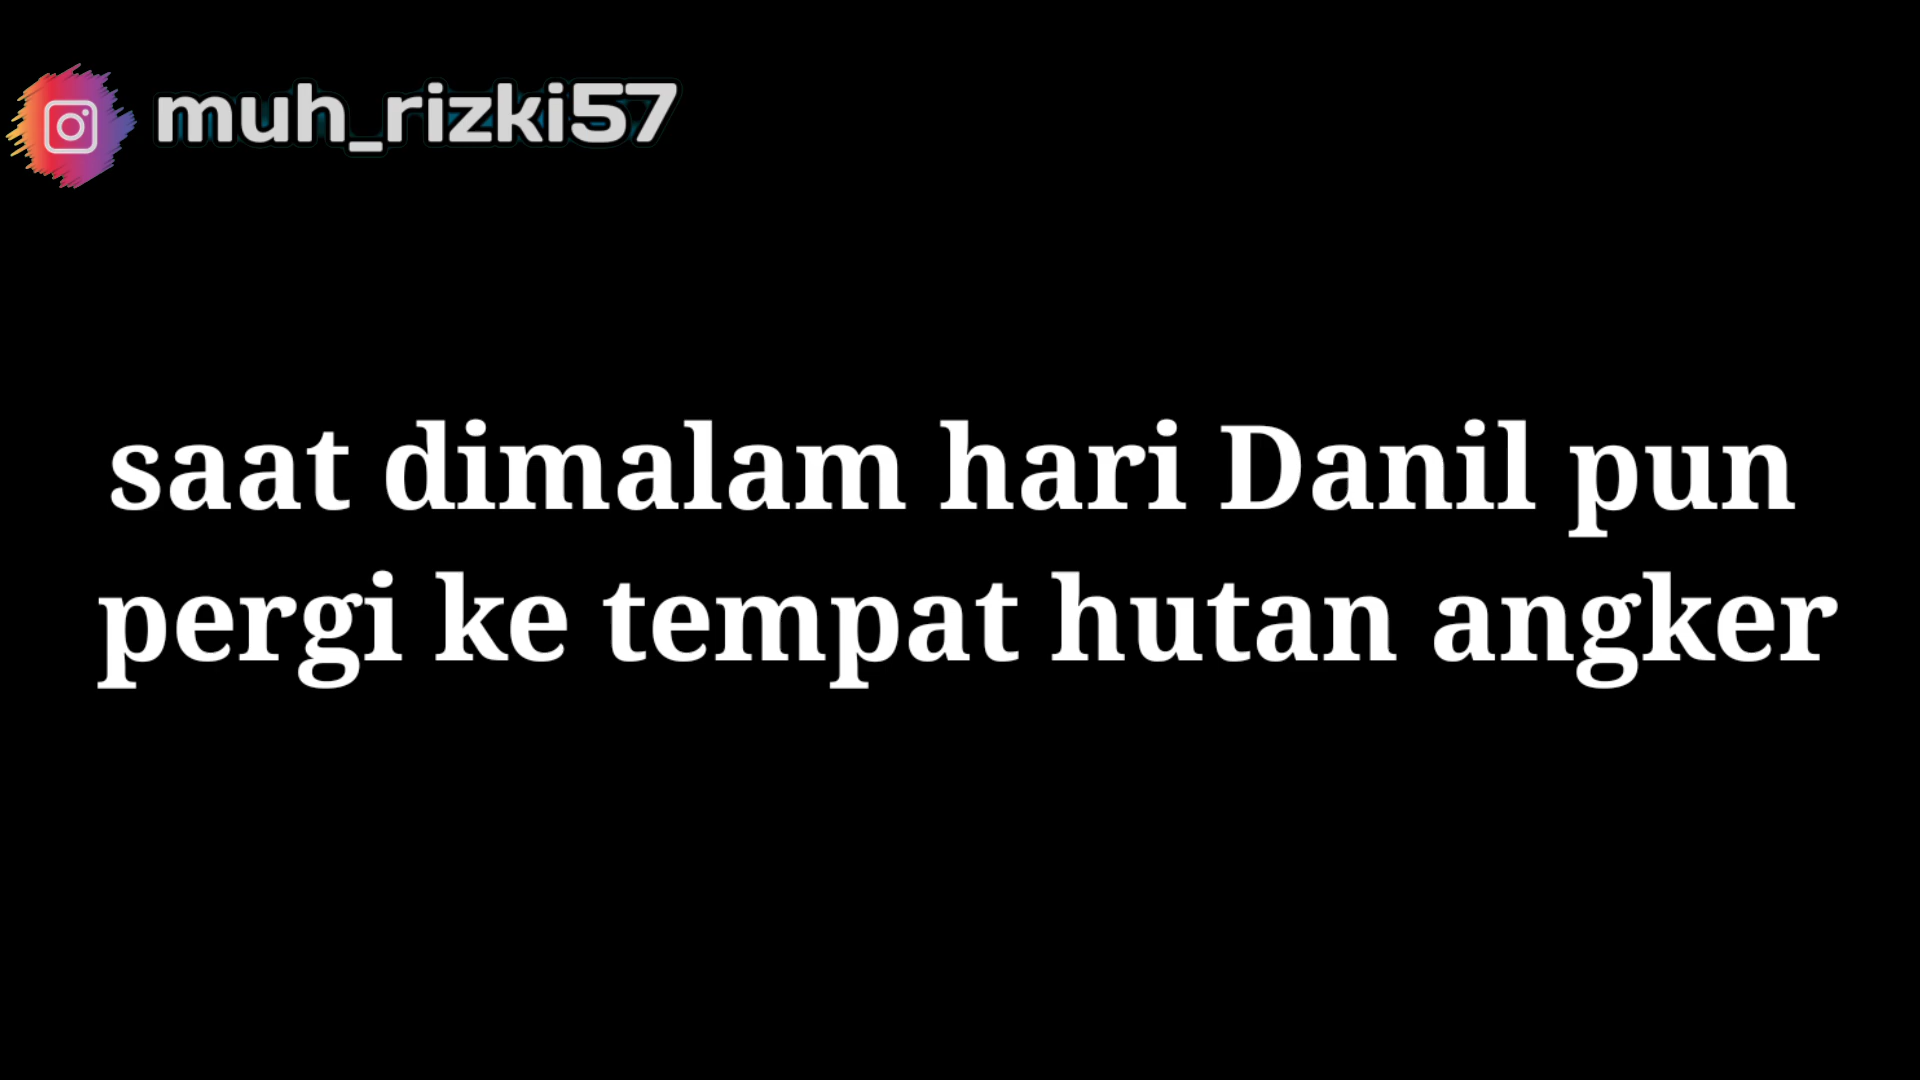 muh_rizki57
saat dimalam hari Danil pun
pergi ke tempat hutan angker